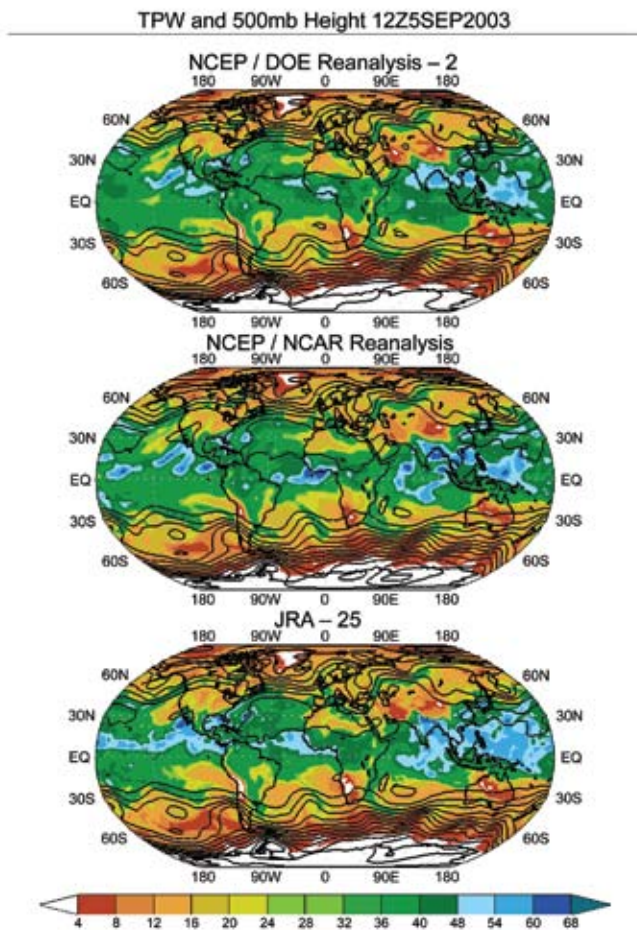 TPW and 500mb Height 12Z5SEP2003
NCEP / DOE Reanalysis – 2
180 90W 0 90E 180
60N 60N
30N 30N
EQ EQ
30S 30S
60S 60S
180 90W 0 90E 180
NCEP / NCAR Reanalysis
180 90W 0 90E 180
60N 60N
30N 30N
EQ EQ
30S 30S
60S 60S
180 90W 0 90E 180
JRA – 25
180 90W 0 90E 180
60N 60N
30N 30N
EQ EQ
30S 30S
60S 60S
180 90W 0 90E 180
4 8 12 16 20 24 28 32 36 40 48 54 60 68